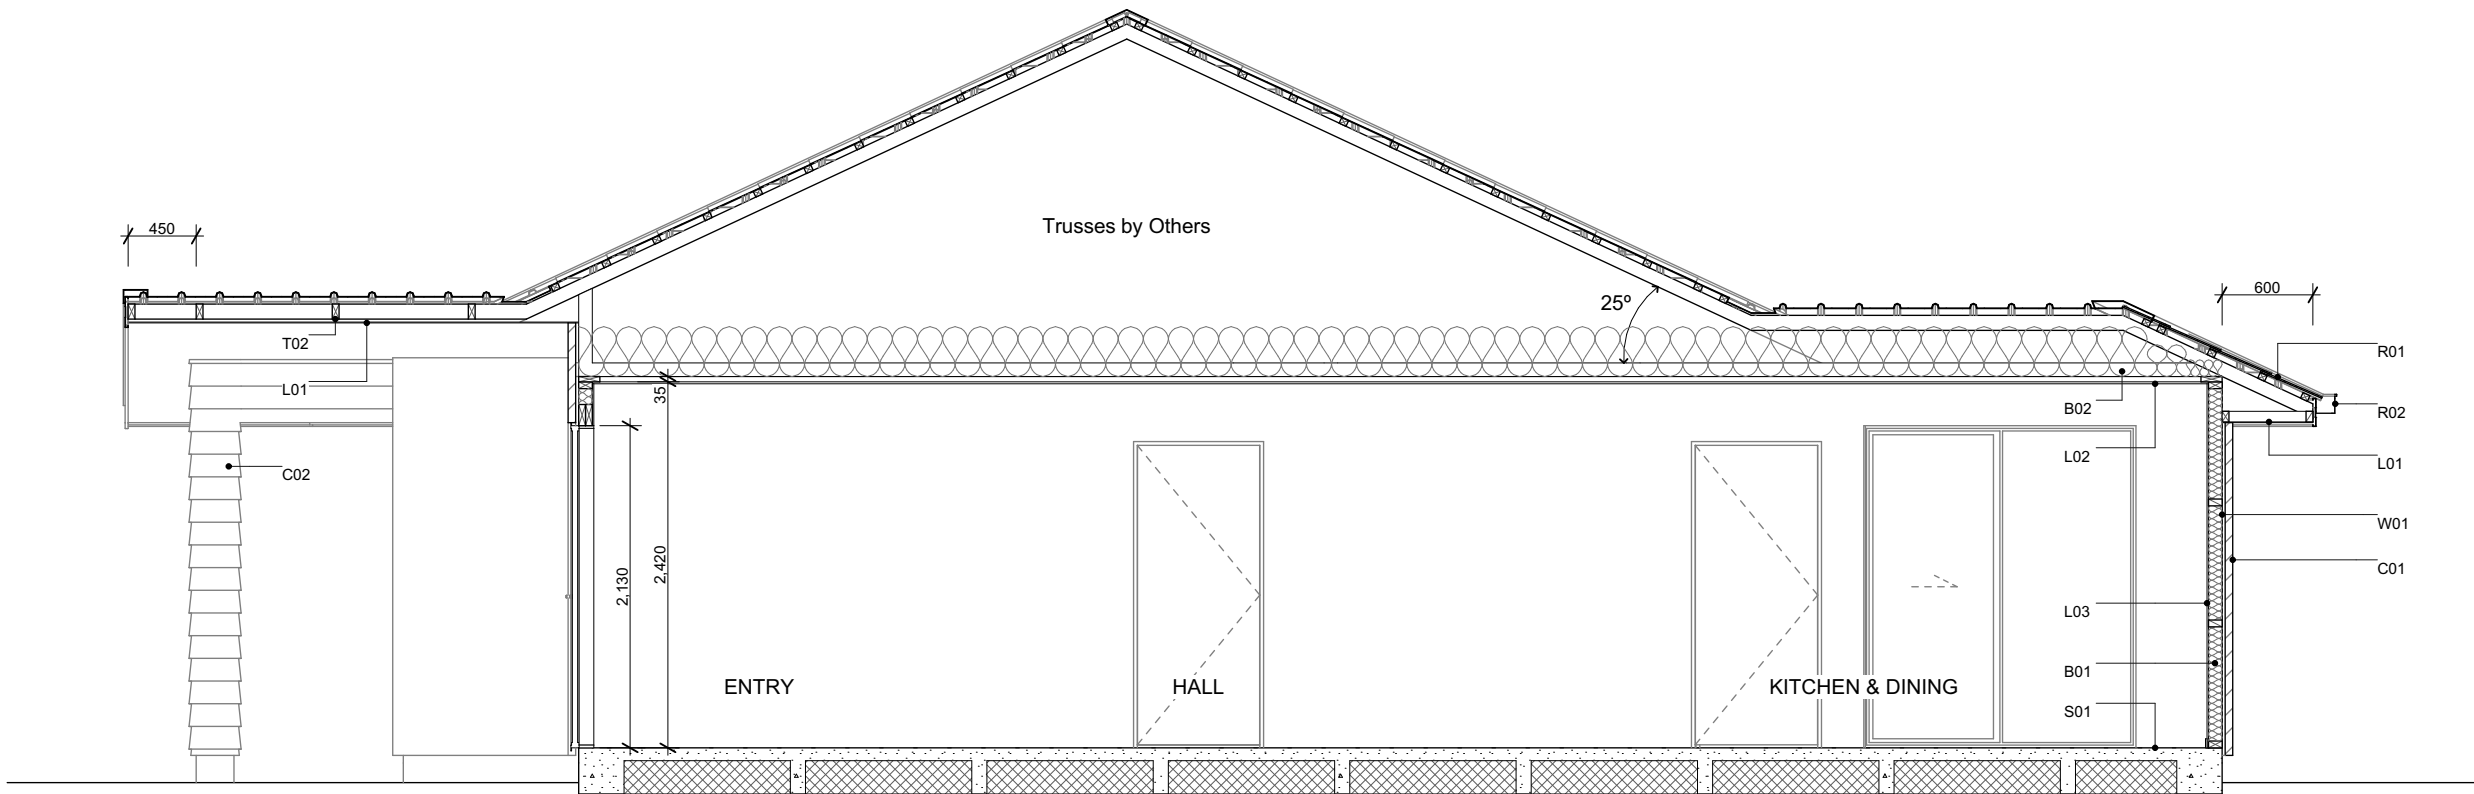 Trusses by Others
450
600
25º
T02
R01
L01
35
B02
R02
L02
L01
C02
W01
2,420
2,130
C01
L03
B01
ENTRY
HALL
KITCHEN & DINING
S01